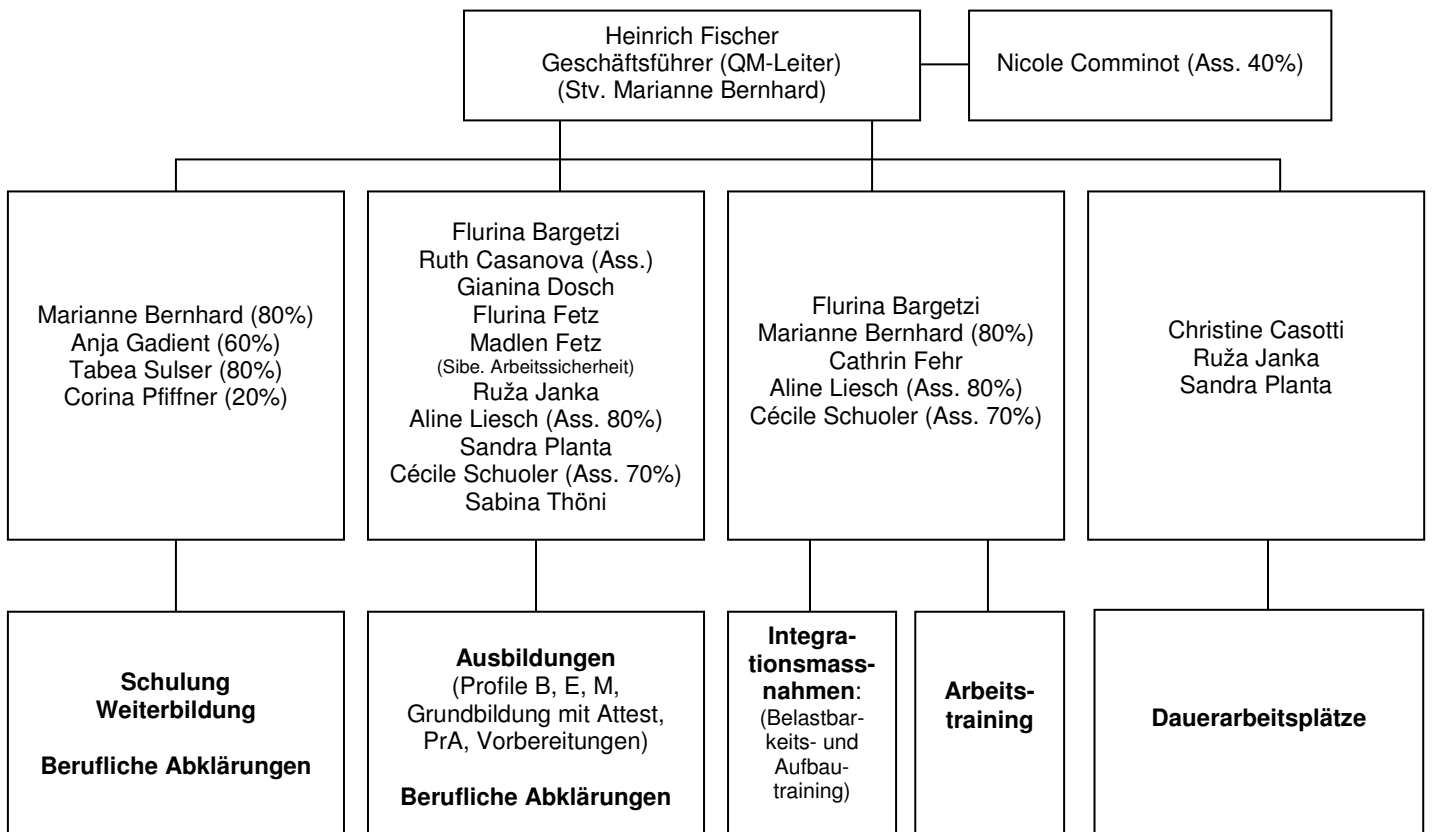 Heinrich Fischer
Geschäftsführer (QM-Leiter)
(Stv. Marianne Bernhard)
Nicole Comminot (Ass. 40%)
Marianne Bernhard (80%)
Anja Gadient (60%)
Tabea Sulser (80%)
Corina Pfiffner (20%)
Flurina Bargetzi
Ruth Casanova (Ass.)
Gianina Dosch
Flurina Fetz
Madlen Fetz
(Sibe. Arbeitssicherheit)
Ruža Janka
Aline Liesch (Ass. 80%)
Sandra Planta
Cécile Schuoler (Ass. 70%)
Sabina Thöni
Flurina Bargetzi
Marianne Bernhard (80%)
Cathrin Fehr
Aline Liesch (Ass. 80%)
Cécile Schuoler (Ass. 70%)
Christine Casotti
Ruža Janka
Sandra Planta
Schulung
Weiterbildung
Berufliche Abklärungen
Ausbildungen
(Profile B, E, M,
Grundbildung mit Attest,
PrA, Vorbereitungen)
Berufliche Abklärungen
Integra-
tionsmass-
nahmen:
(Belastbar-
keits- und
Aufbau-
training)
Arbeits-
training
Dauerarbeitsplätze